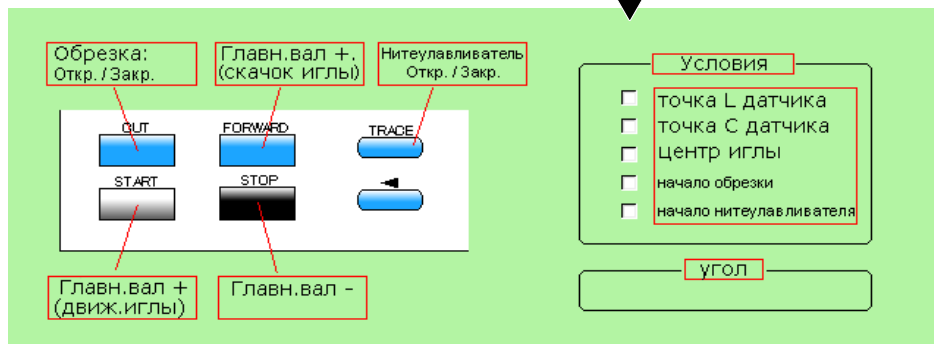 Обрезка:
Откр. / Закр.
Главн.вал +.
(скачок иглы)
Нитеулавливатель
Откр. / Закр.
CUT
FORWARD
TRACE
START
STOP
Главн.вал +
(движ.иглы)
Главн.вал -
Условия
точка L датчика
точка C датчика
центр иглы
начало обрезки
начало нитеулавливателя
угол